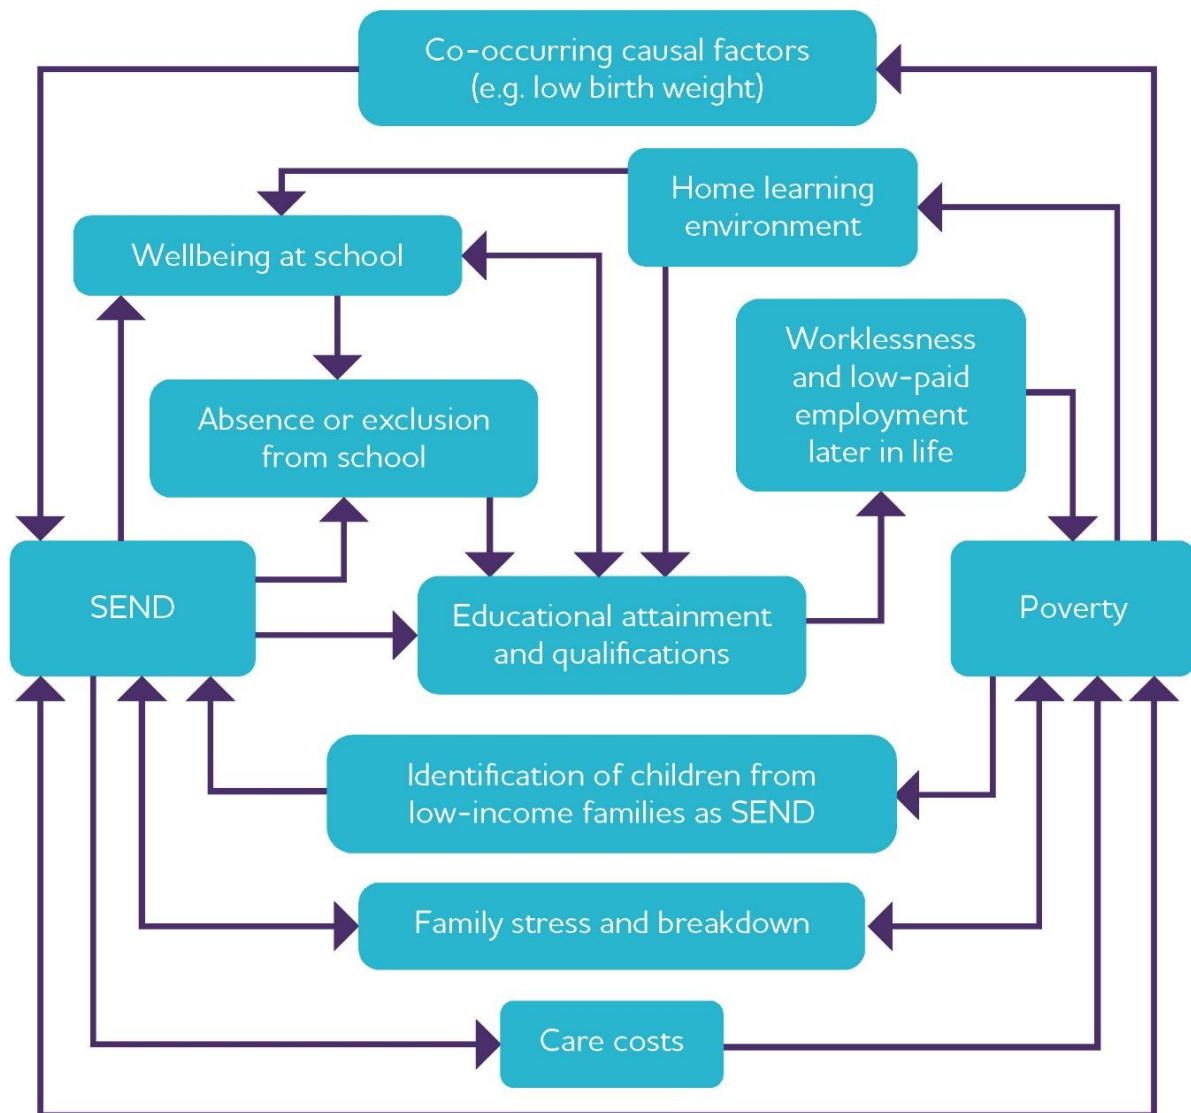 Co-occurring causal factors
(e.g. low birth weight)
Home learning
environment
Wellbeing at school
Worklessness
and low-paid
employment
later in life
Absence or exclusion
from school
SEND
Educational attainment
and qualifications
Poverty
Identification of children from
low-income families as SEND
Family stress and breakdown
Care costs